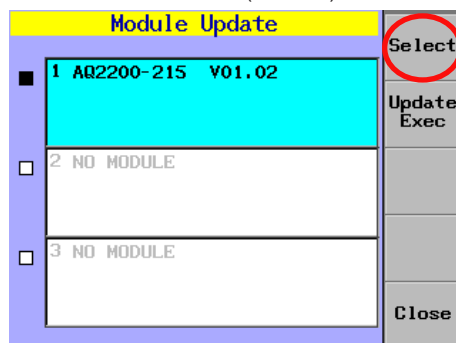 Module Update
Select
1 AQ2200-215 V01.02
Update
Exec
2 NO MODULE
3 NO MODULE
Close